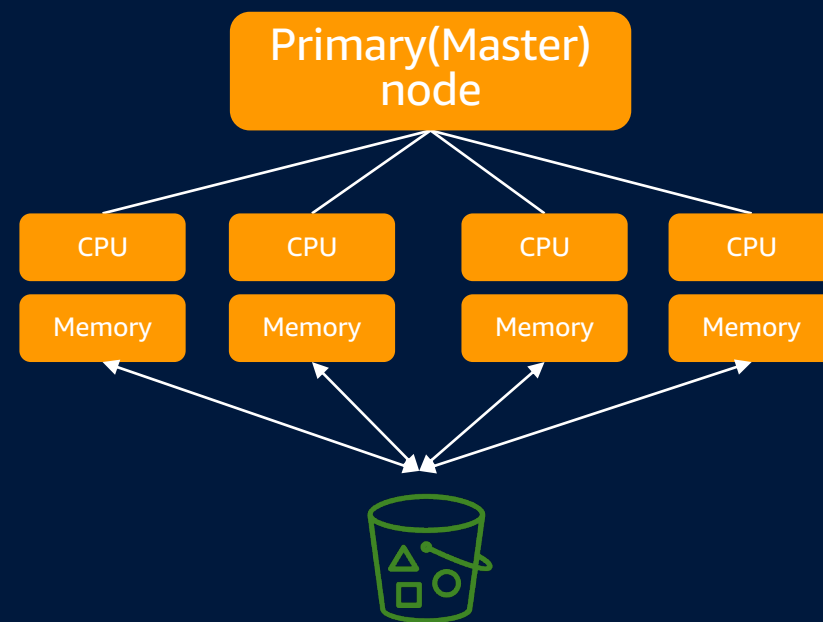 Primary(Master)
node
CPU
CPU
CPU
CPU
Memory
Memory
Memory
Memory